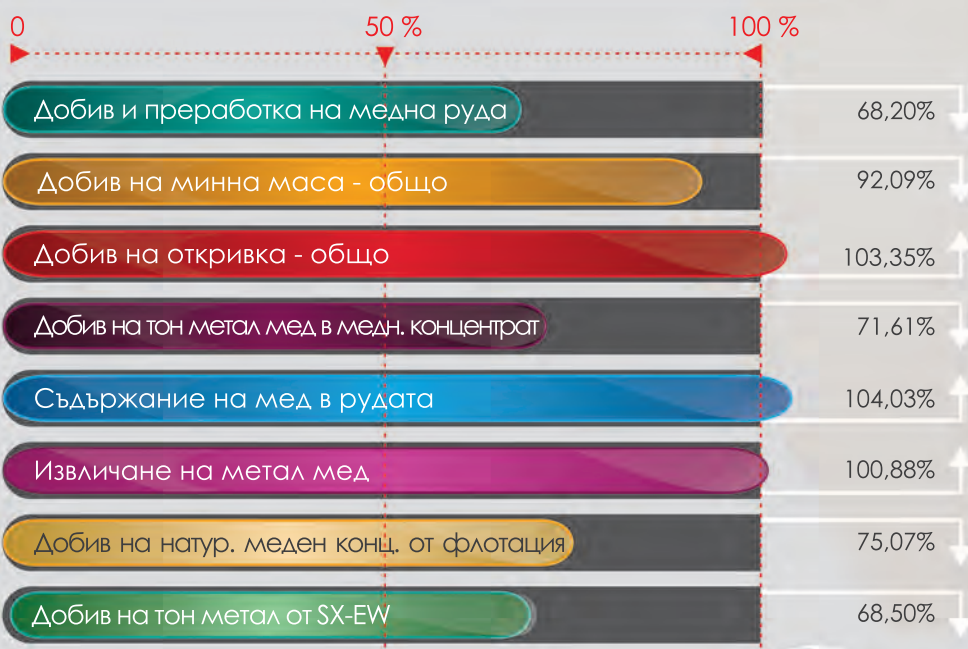 0 50 % 100 %
Добив и преработка на медна руда 68,20%
Добив на минна маса - общо 92,09%
Добив на откривка - общо 103,35%
Добив на тон метал мед в медн. концентрат 71,61%
Съдържание на мед в рудата 104,03%
Извличане на метал мед 100,88%
Добив на натур. меден конц. от флотация 75,07%
Добив на тон метал от SX-EW 68,50%